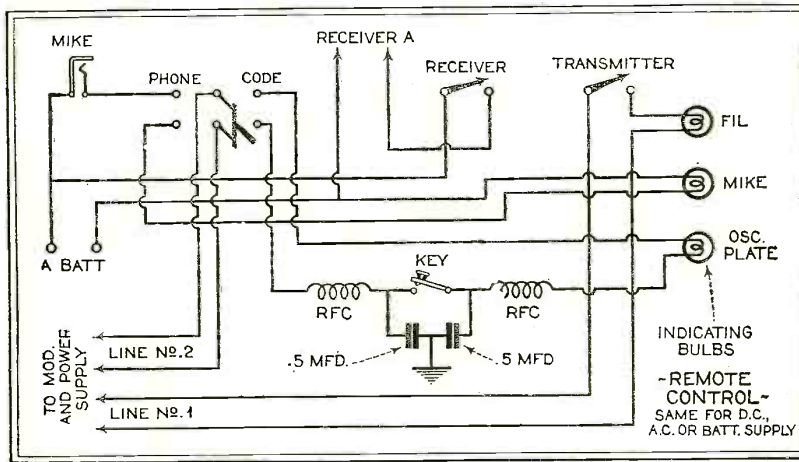 MIKE
PHONE
CODE
RECEIVER A
RECEIVER
TRANSMITTER
FIL
MIKE
OSC.
PLATE
A BATT
KEY
RFC
RFC
.5 MFD.
.5 MFD
INDICATING
BULBS
TO MOD.
AND POWER
SUPPLY
LINE Nº.2
LINE Nº.1
~REMOTE
CONTROL~
SAME FOR D.C.,
A.C. OR BATT. SUPPLY